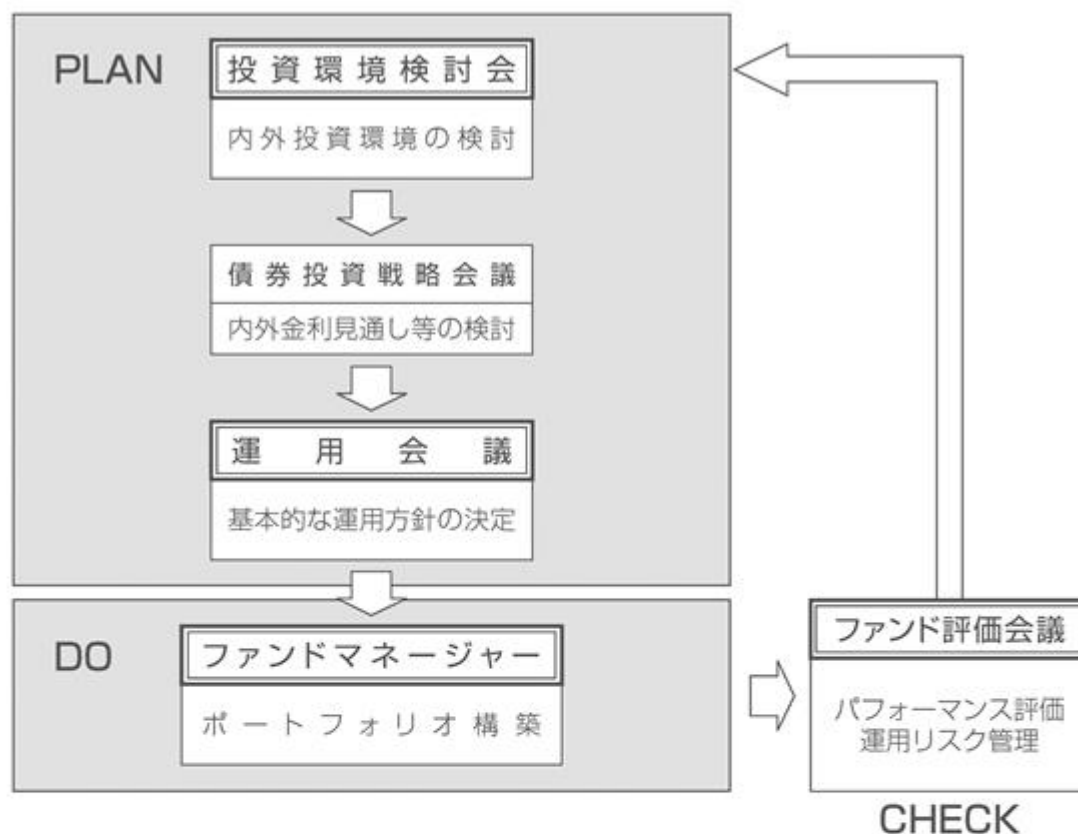 PLAN
投資環境検討会
内外投資環境の検討
債券投資戦略会議
内外金利見通し等の検討
運用会議
基本的な運用方針の決定
DO
ファンドマネージャー
ポートフォリオ構築
ファンド評価会議
パフォーマンス評価
運用リスク管理
CHECK